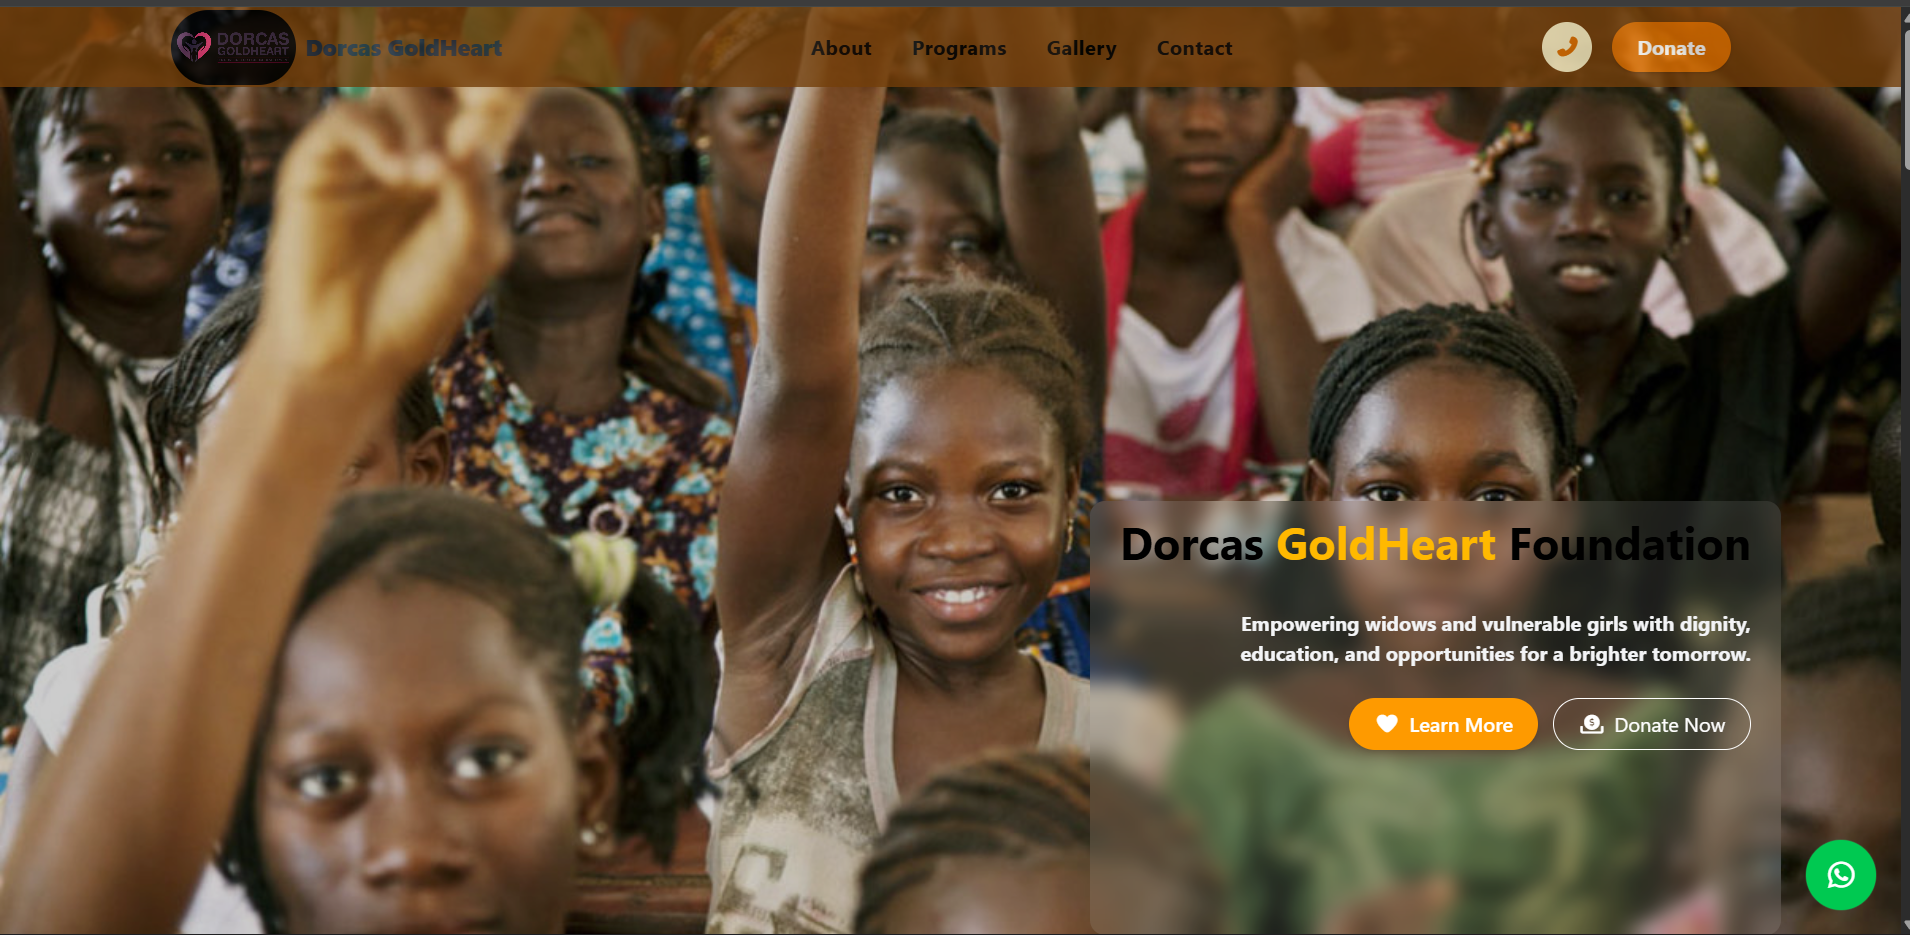 DORCAS
GOLDHEART
Dorcas GoldHeart
About
Programs
Gallery
Contact
Donate
Dorcas GoldHeart Foundation
Empowering widows and vulnerable girls with dignity,
education, and opportunities for a brighter tomorrow.
Learn More
Donate Now